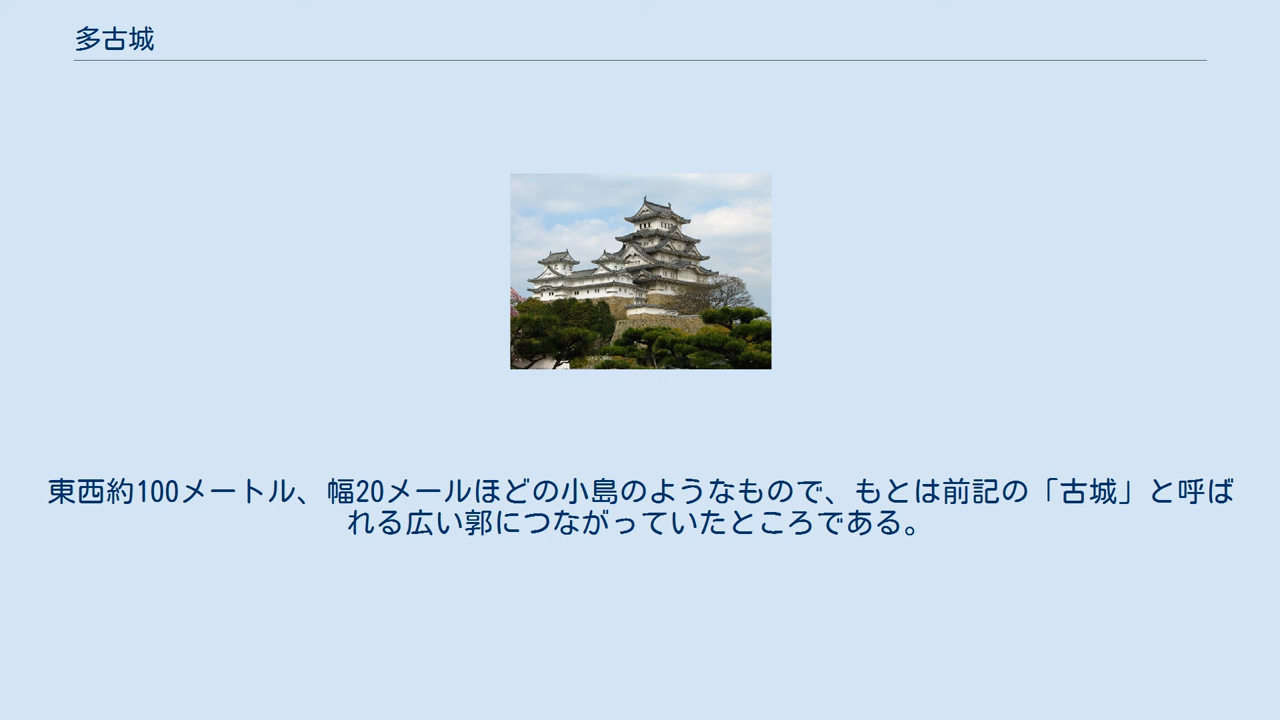 多古城
東西約100メートル、幅20メールほどの小島のようなもので、もとは前記の「古城」と呼ば
れる広い郭につながっていたところである。